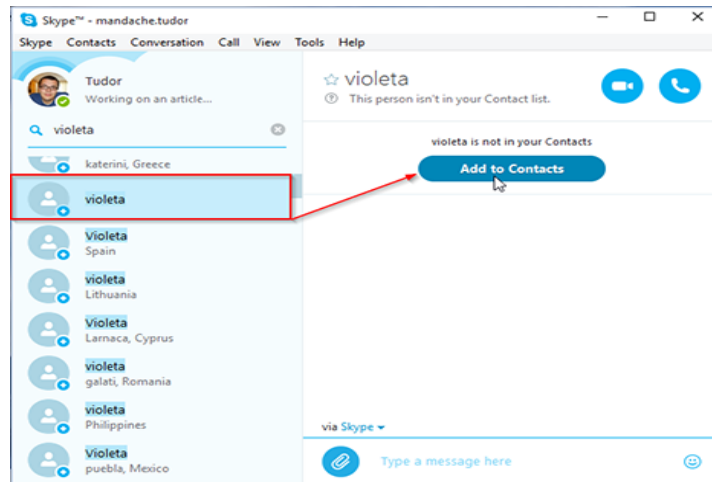 Skype™ - mandache.tudor
Skype Contacts Conversation Call View Tools Help
Tudor
Working on an article...
violeta
katerini, Greece
violeta
Violeta
Spain
violeta
Lithuania
Violeta
Larnaca, Cyprus
violeta
galati, Romania
violeta
Philippines
Violeta
puebla, Mexico
violeta
This person isn't in your Contact list.
violeta is not in your Contacts
Add to Contacts
via Skype
Type a message here